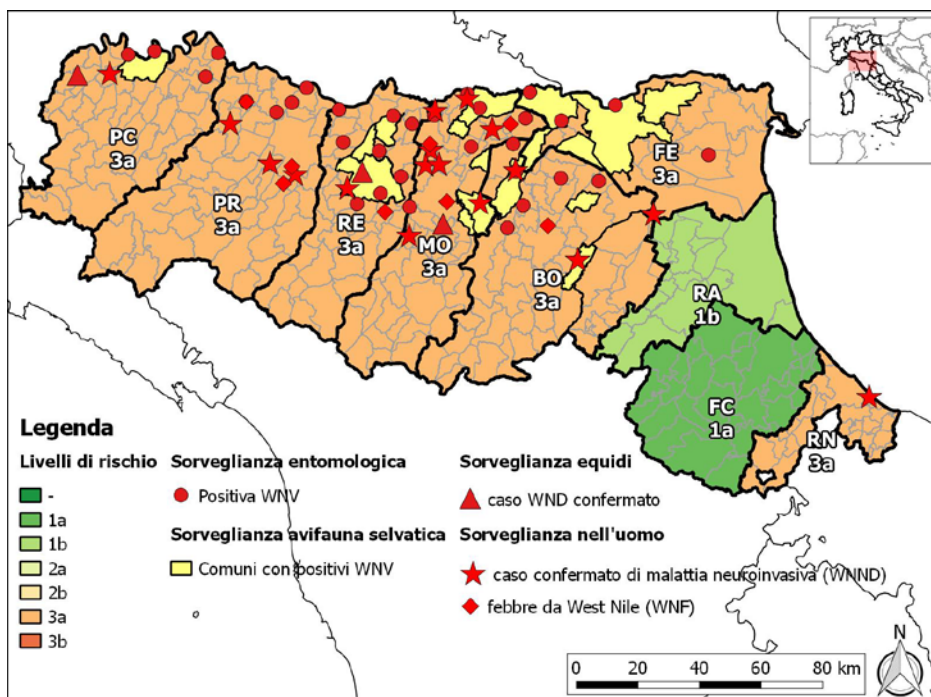 PC
3a
PR
3a
RE
3a
MO
3a
BO
3a
FE
3a
RA
1b
FC
1a
RN
3a
Legenda
Livelli di rischio
-
1a
1b
2a
2b
3a
3b
Sorveglianza entomologica
Positiva WNV
Sorveglianza avifauna selvatica
Comuni con positivi WNV
Sorveglianza equidi
caso WND confermato
Sorveglianza nell'uomo
caso confermato di malattia neuroinvasiva (WNND)
febbre da West Nile (WNF)
0 20 40 60 80 km
N